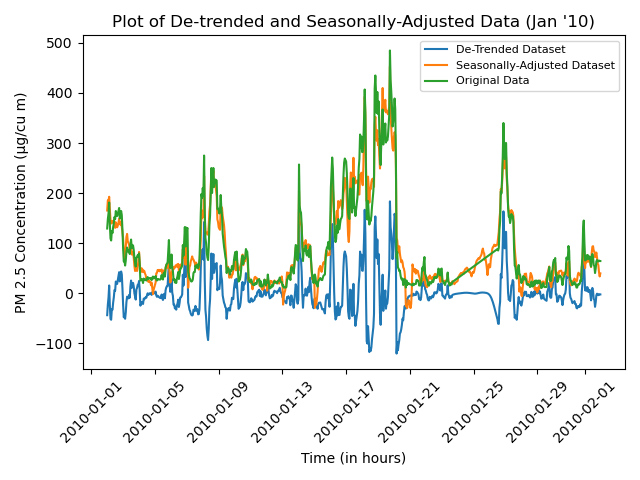 Plot of De-trended and Seasonally-Adjusted Data (Jan '10)
De-Trended Dataset
Seasonally-Adjusted Dataset
Original Data
PM 2.5 Concentration (μg/cu m)
500
400
300
200
100
0
−100
2010-01-01
2010-01-05
2010-01-09
2010-01-13
2010-01-17
2010-01-21
2010-01-25
2010-01-29
2010-02-01
Time (in hours)